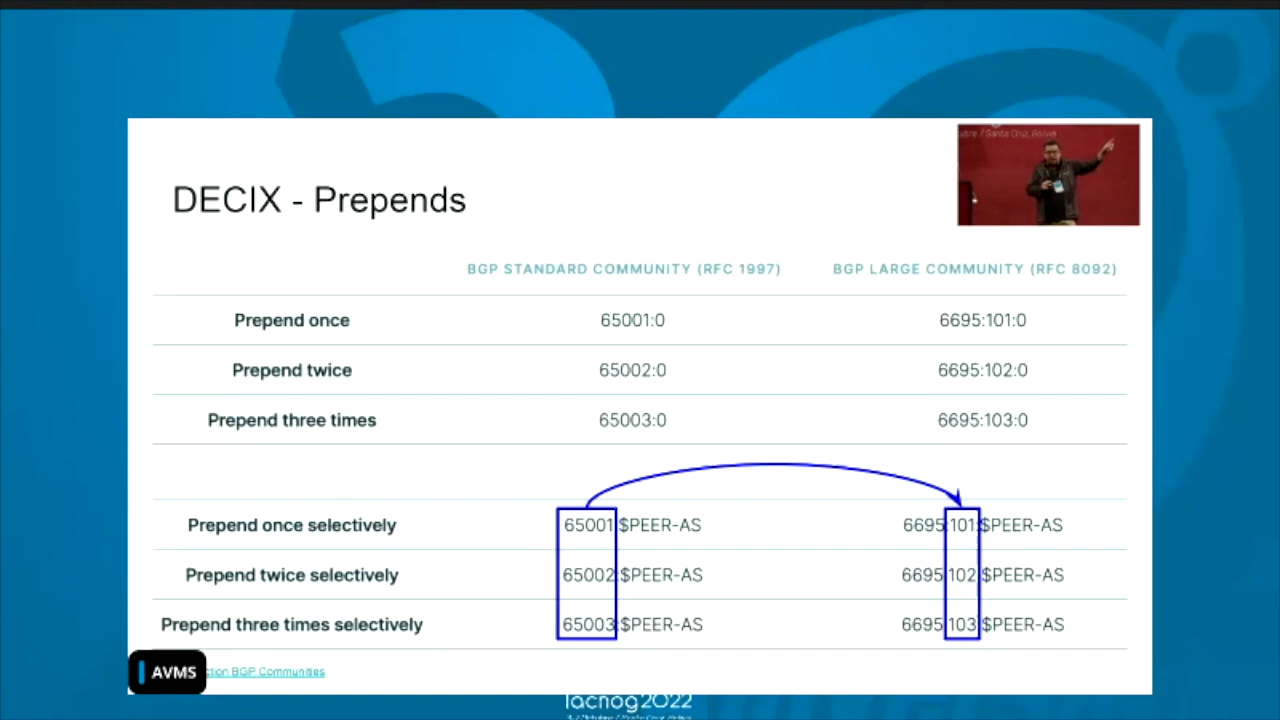 DECIX - Prepends
Santa Cruz, Bolivia
BGP STANDARD COMMUNITY (RFC 1997) BGP LARGE COMMUNITY (RFC 8092)
Prepend once 65001:0 6695:101:0
Prepend twice 65002:0 6695:102:0
Prepend three times 65003:0 6695:103:0
Prepend once selectively 65001:$PEER-AS 6695:101:$PEER-AS
Prepend twice selectively 65002:$PEER-AS 6695:102:$PEER-AS
Prepend three times selectively 65003:$PEER-AS 6695:103:$PEER-AS
AVMS BGP Communities
lacnog2022